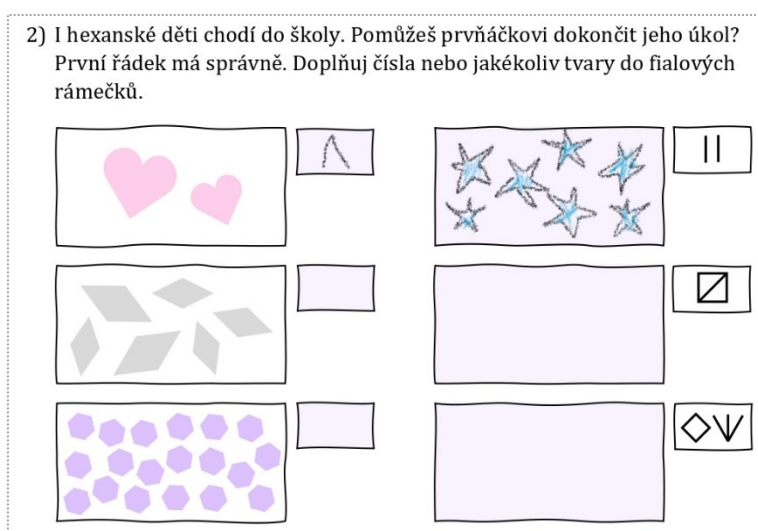 2) I hexanské děti chodí do školy. Pomůžeš prvňáčkovi dokončit jeho úkol?
První řádek má správně. Doplňuj čísla nebo jakékoliv tvary do fialových
rámečků.